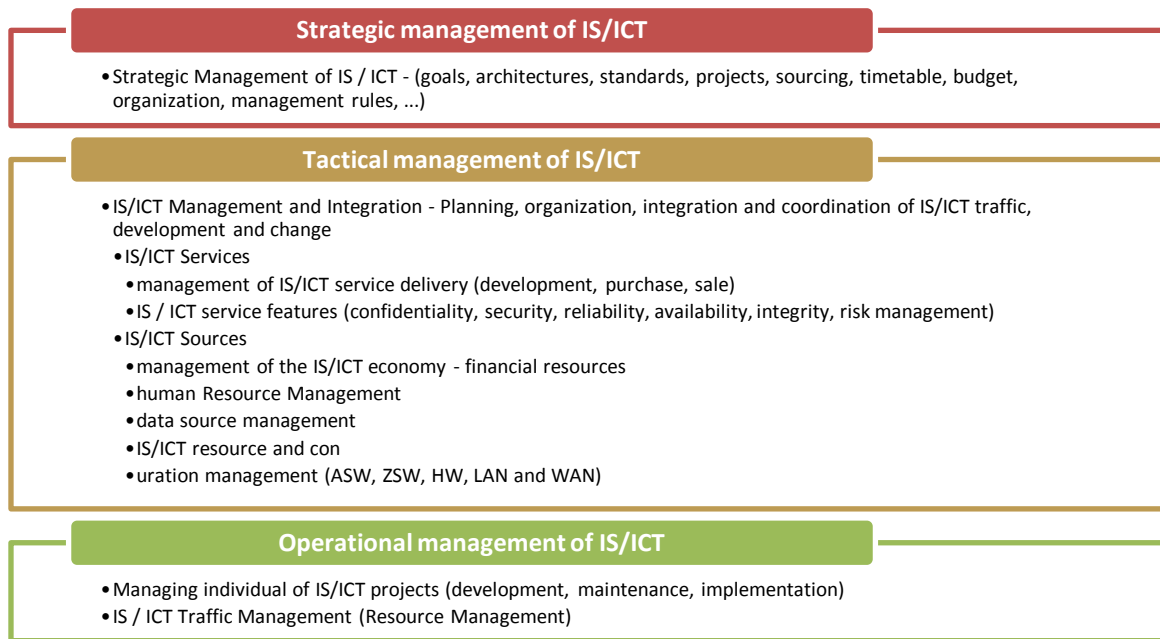 Strategic management of IS/ICT
•Strategic Management of IS / ICT - (goals, architectures, standards, projects, sourcing, timetable, budget,
organization, management rules, ...)
Tactical management of IS/ICT
•IS/ICT Management and Integration - Planning, organization, integration and coordination of IS/ICT traffic,
development and change
•IS/ICT Services
•management of IS/ICT service delivery (development, purchase, sale)
•IS / ICT service features (confidentiality, security, reliability, availability, integrity, risk management)
•IS/ICT Sources
•management of the IS/ICT economy - financial resources
•human Resource Management
•data source management
•IS/ICT resource and con
•uration management (ASW, ZSW, HW, LAN and WAN)
Operational management of IS/ICT
•Managing individual of IS/ICT projects (development, maintenance, implementation)
•IS / ICT Traffic Management (Resource Management)